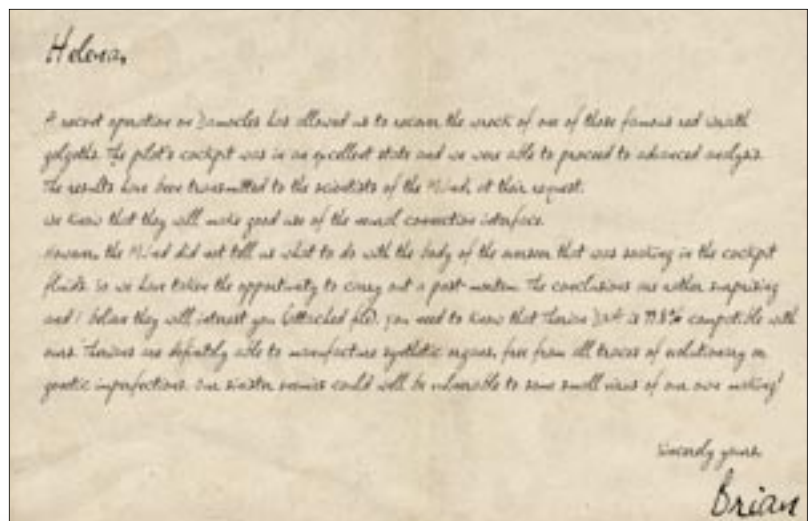 Helena,
A recent operation on Damocles has allowed us to recover the wreck of one of those famous red wrath
golgoths. The pilot's cockpit was in an excellent state and we were able to proceed to advanced analysis.
The results have been transmitted to the scientists of the M ind, at their request.
We know that they will make good use of the neural connection interface.
However, the M ind did not tell us what to do with the body of the that was soaking in the cockpit
fluids. So we have taken the opportunity to carry out a post-mortem. The conclusions are rather surprising
and I believe they will interest you (attached file). You need to know that Therian DNA is 99.8% compatible with
ours. Therians are definitely able to manufacture synthetic organs, free from all traces of evolutionary or
genetic imperfections. Our sinister enemies could well be vulnerable to some small virus of our own making!
Sincerely yours,
Brian